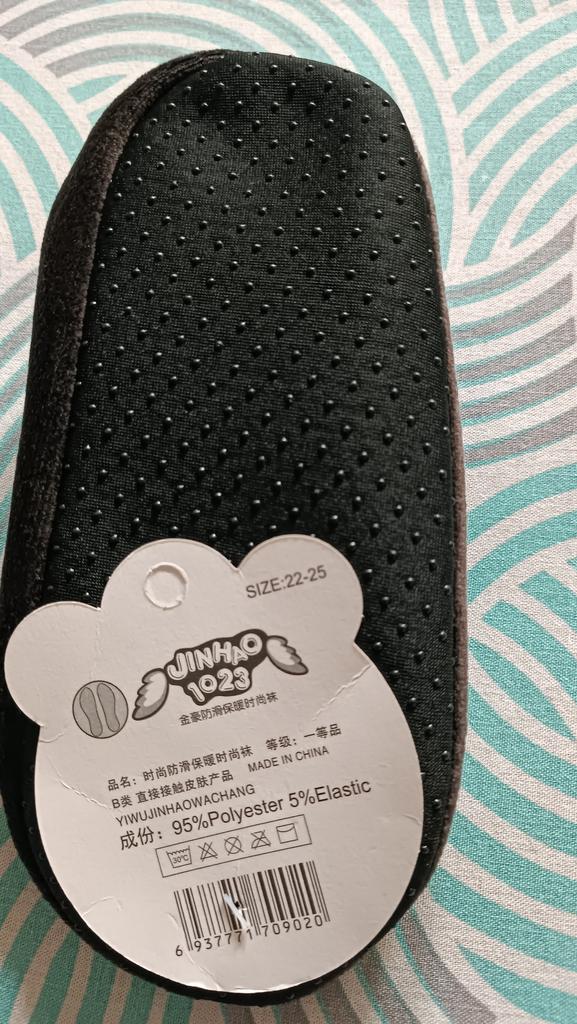 SIZE:22-25
JINHAO
1023
金豪防滑保暖时尚袜
品名：时尚防滑保暖时尚袜 等级：一等品
B类 直接接触皮肤产品 MADE IN CHINA
YIWUJINHAOWACHANG
成份：95%Polyester 5%Elastic
30℃
6 937771 709020